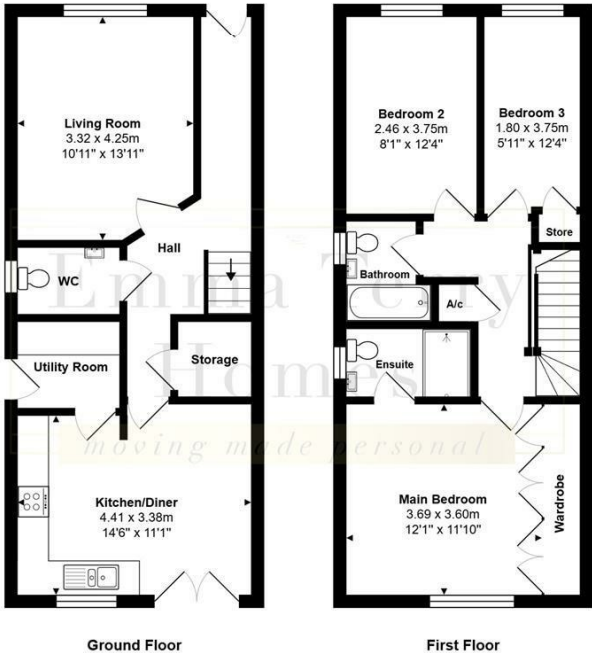 Living Room
3.32 x 4.25m
10'11" x 13'11"
Hall
WC
Utility Room
Storage
Kitchen/Diner
4.41 x 3.38m
14'6" x 11'1"
Ground Floor
Bedroom 2
2.46 x 3.75m
8'1" x 12'4"
Bedroom 3
1.80 x 3.75m
5'11" x 12'4"
Store
Bathroom
A/c
Ensuite
Main Bedroom
3.69 x 3.60m
12'1" x 11'10"
Wardrobe
First Floor
Emma Terry
Homes
moving made personal